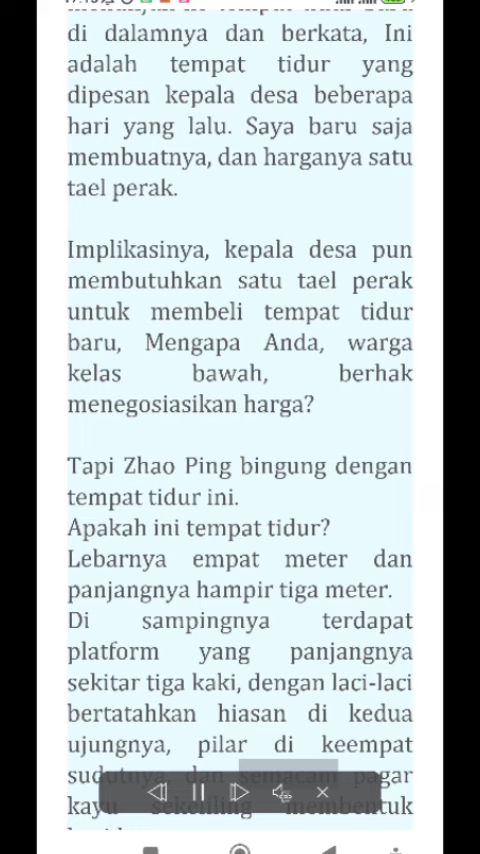 di dalamnya dan berkata, Ini
adalah tempat tidur yang
dipesan kepala desa beberapa
hari yang lalu. Saya baru saja
membuatnya, dan harganya satu
tael perak.
Implikasinya, kepala desa pun
membutuhkan satu tael perak
untuk membeli tempat tidur
baru, Mengapa Anda, warga
kelas bawah, berhak
menegosiasikan harga?
Tapi Zhao Ping bingung dengan
tempat tidur ini.
Apakah ini tempat tidur?
Lebarnya empat meter dan
panjangnya hampir tiga meter.
Di sampingnya terdapat
platform yang panjangnya
sekitar tiga kaki, dengan laci-laci
bertatahkan hiasan di kedua
ujungnya, pilar di keempat
sudutnya, dan semacam pagar
kayu sekeliling membentuk